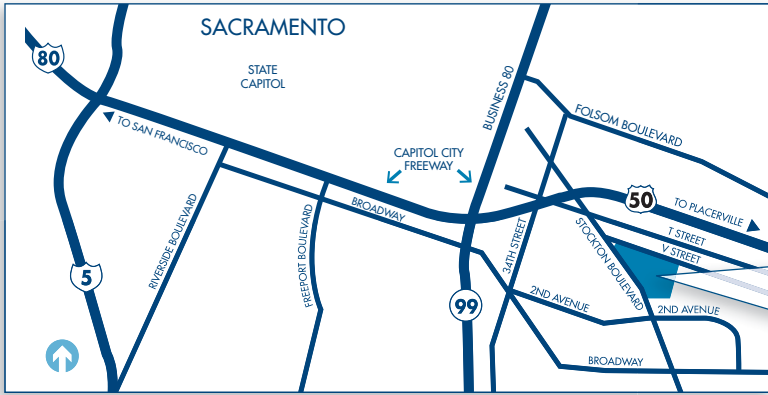 SACRAMENTO
80
STATE
CAPITOL
BUSINESS 80
FOLSOM BOULEVARD
TO SAN FRANCISCO
CAPITOL CITY
FREEWAY
50
TO PLACERVILLE
BROADWAY
RIVERSIDE BOULEVARD
FREEPORT BOULEVARD
34TH STREET
STOCKTON BOULEVARD
T STREET
V STREET
5
99
2ND AVENUE
2ND AVENUE
BROADWAY